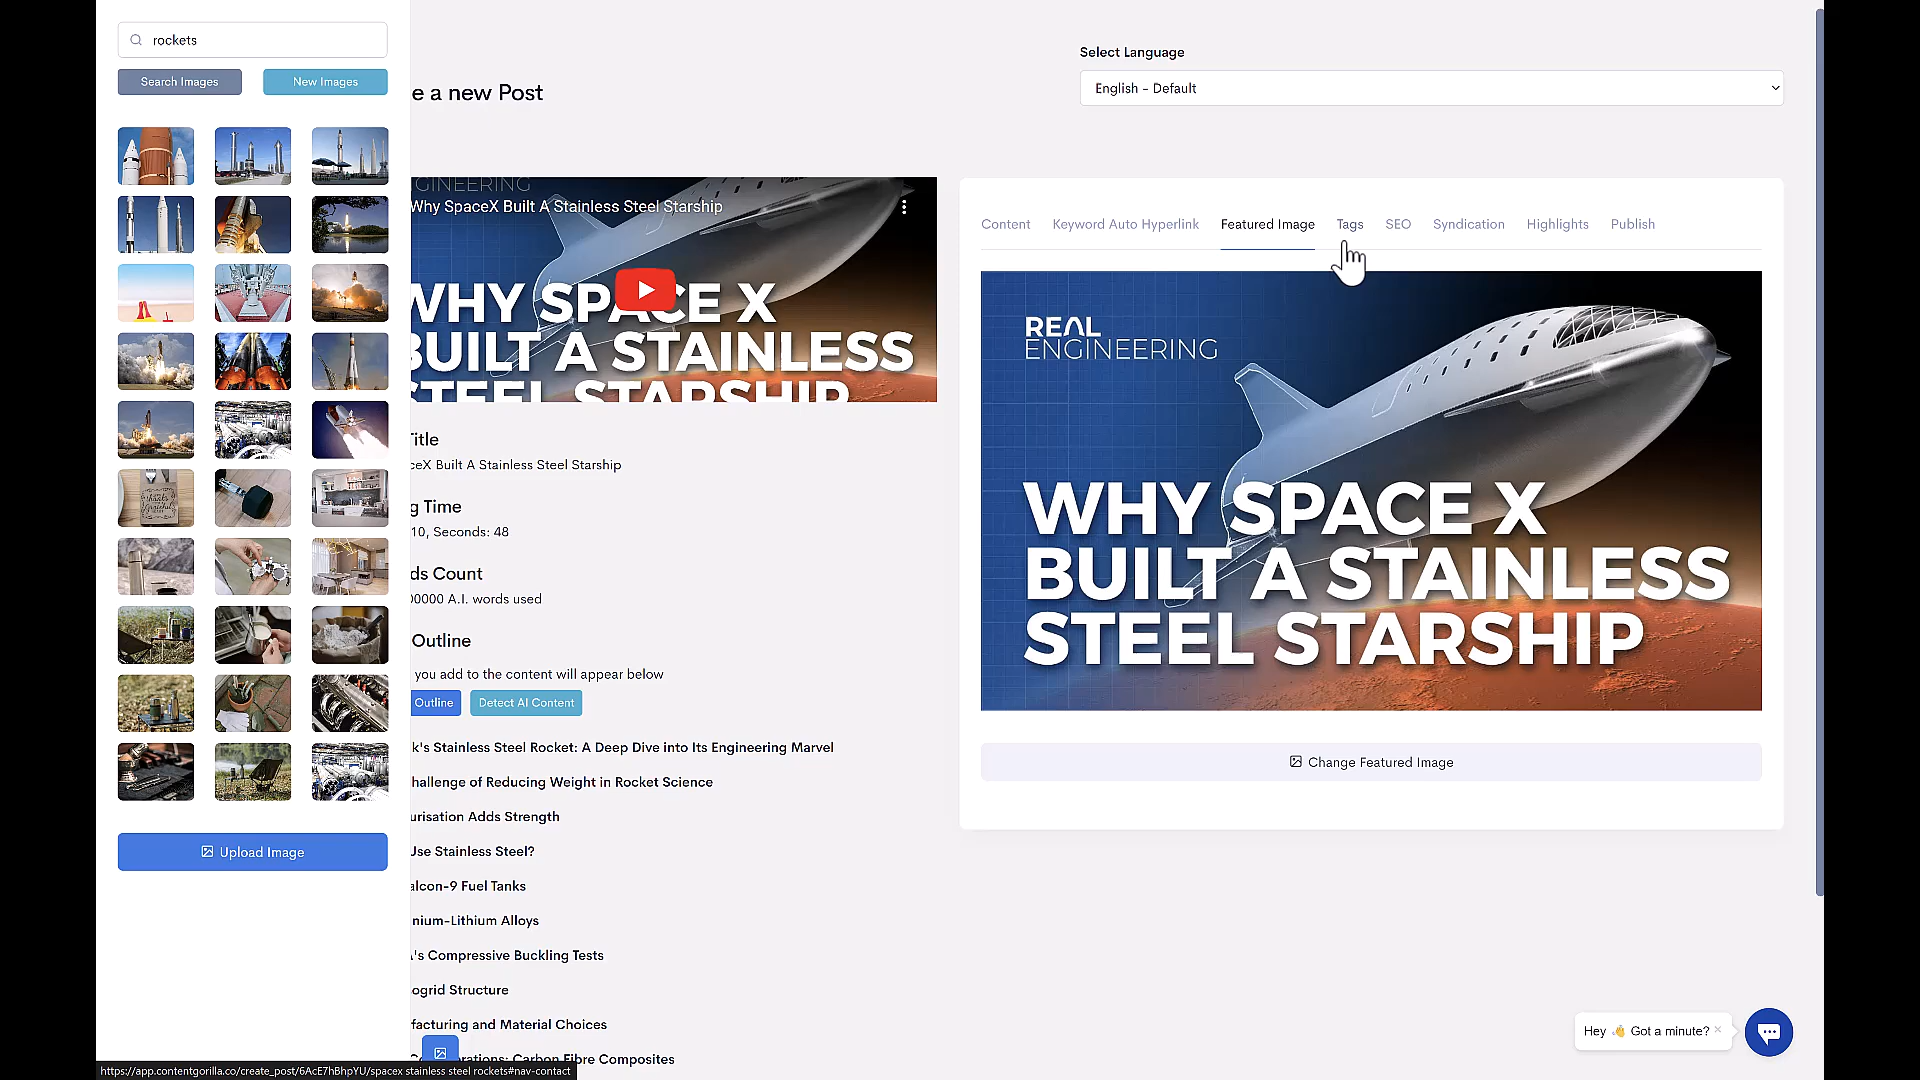 rockets
Search Images
New Images
Upload Image
e a new Post
Select Language
English - Default
GINEERING
Why SpaceX Built A Stainless Steel Starship
WHY SPACE X
BUILT A STAINLESS
STEEL STARSHIP
Title
ceX Built A Stainless Steel Starship
g Time
10, Seconds: 48
ds Count
00000 A.I. words used
Outline
you add to the content will appear below
Outline
Detect AI Content
k's Stainless Steel Rocket: A Deep Dive into Its Engineering Marvel
hallenge of Reducing Weight in Rocket Science
urisation Adds Strength
Use Stainless Steel?
alcon-9 Fuel Tanks
nium-Lithium Alloys
A's Compressive Buckling Tests
ogrid Structure
facturing and Material Choices
rations: Carbon Fibre Composites
Content
Keyword Auto Hyperlink
Featured Image
Tags
SEO
Syndication
Highlights
Publish
REAL
ENGINEERING
WHY SPACE X
BUILT A STAINLESS
STEEL STARSHIP
Change Featured Image
Hey 👋 Got a minute?
https://app.contentgorilla.co/create_post/6AcE7hBhpYU/spacex stainless steel rockets#nav-contact